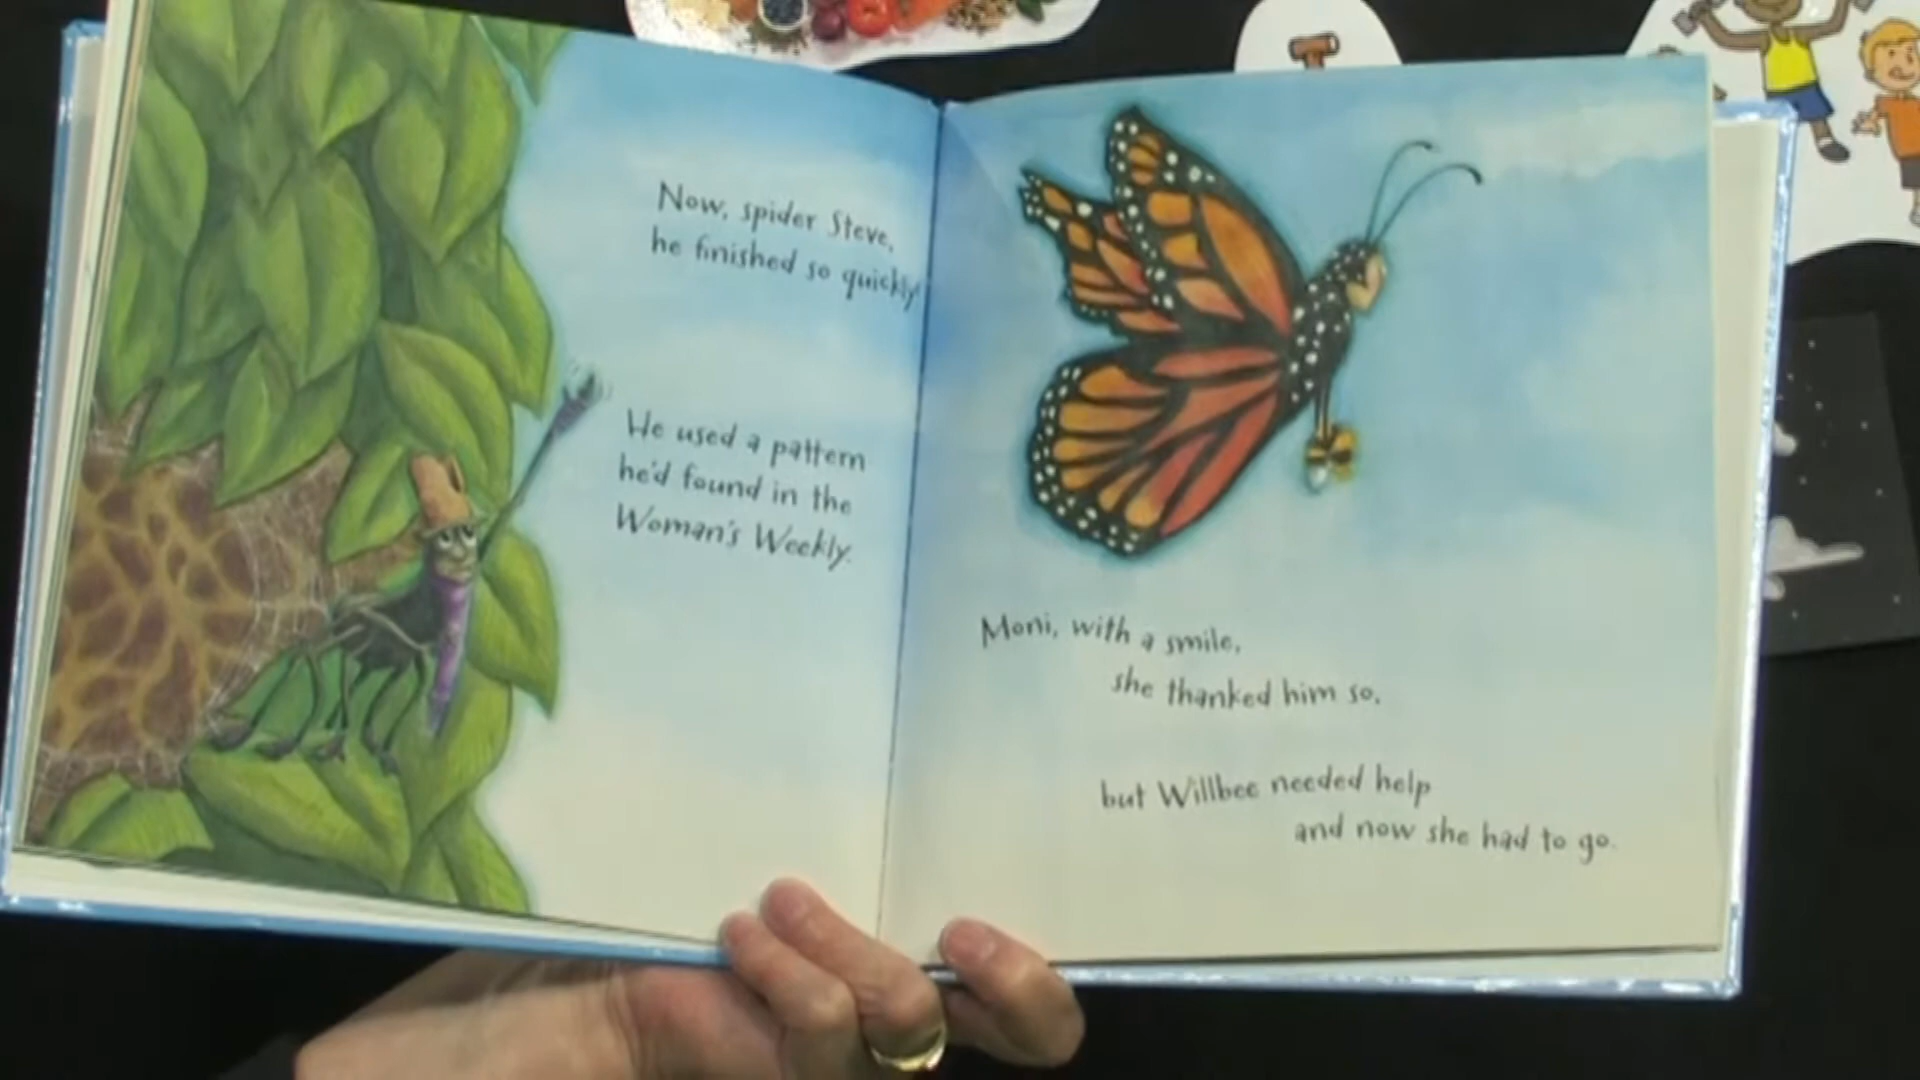 Now, spider Steve,
he finished so quickly!
He used a pattern
he'd found in the
Woman's Weekly.
Moni, with a smile,
she thanked him so,
but Willbee needed help
and now she had to go.